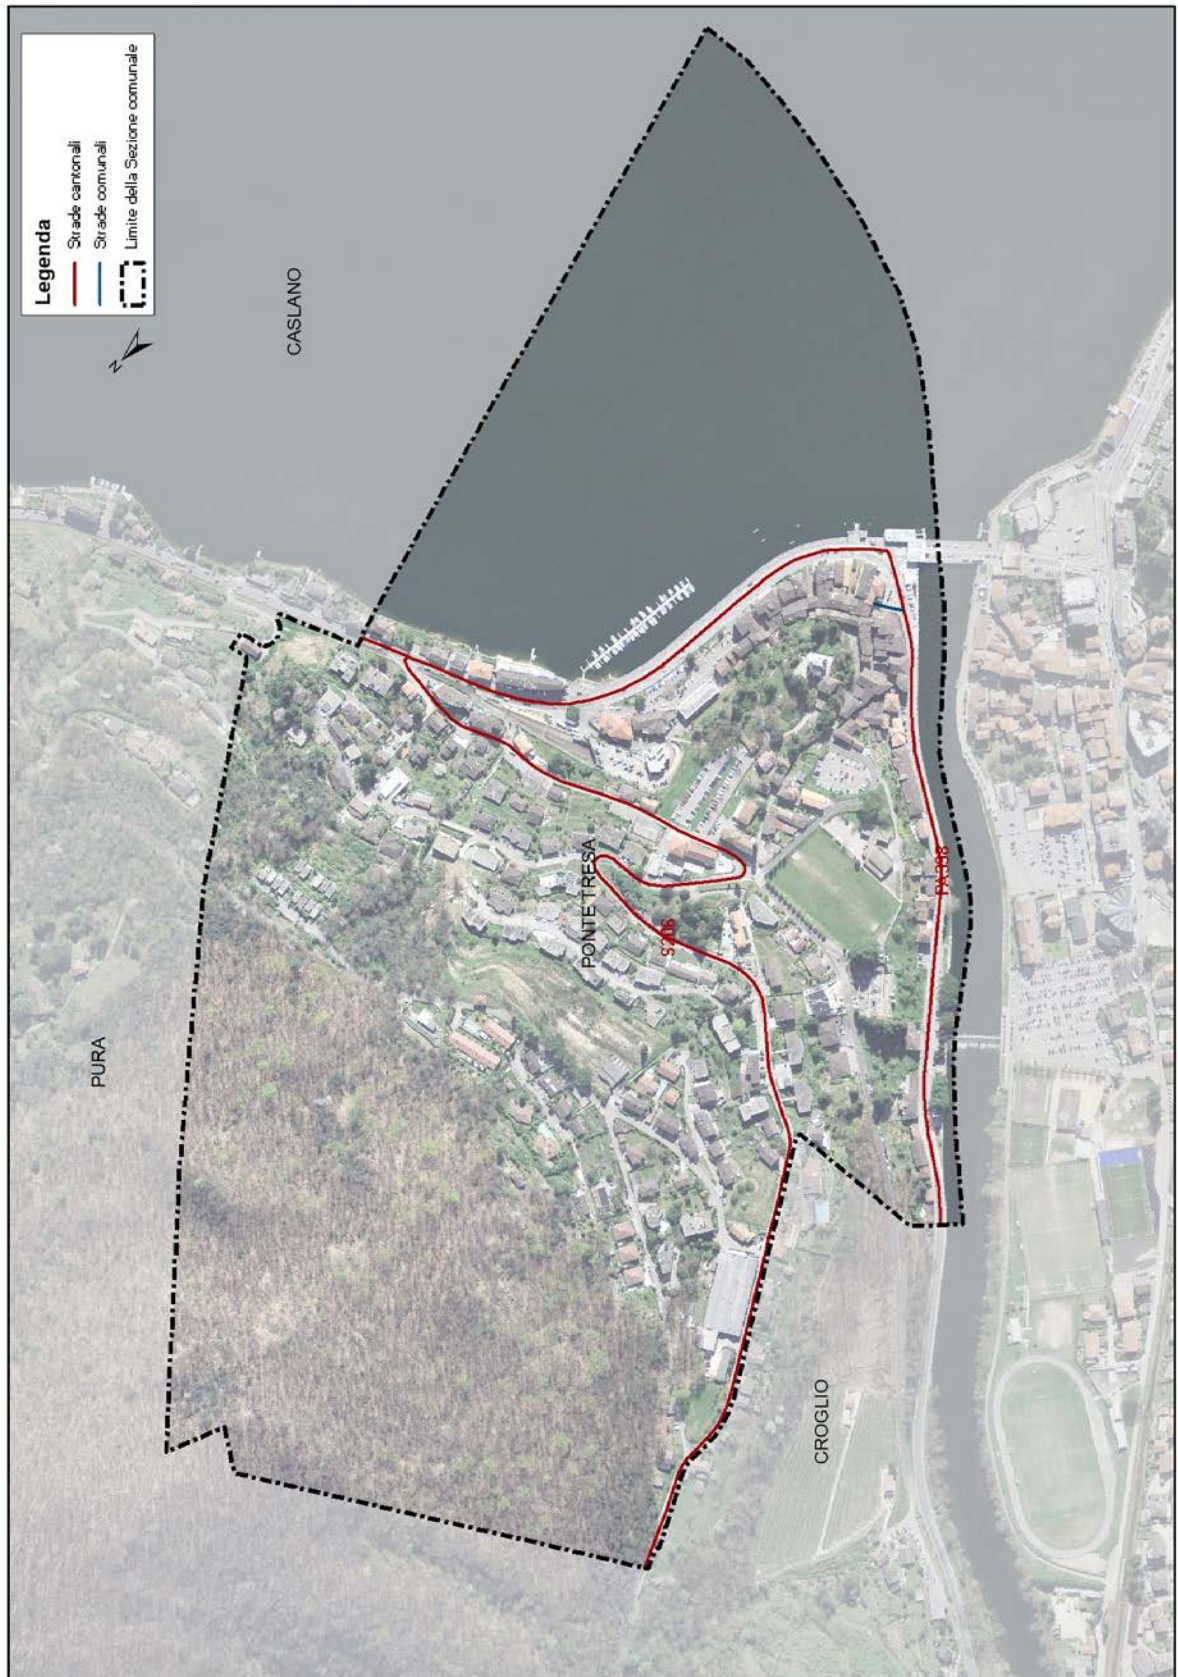 Legenda
Strade cantonali
Strade comunali
Limite della Sezione comunale
N
CASLANO
PURA
PONTE TRESA
S206
PA398
CROGLIO